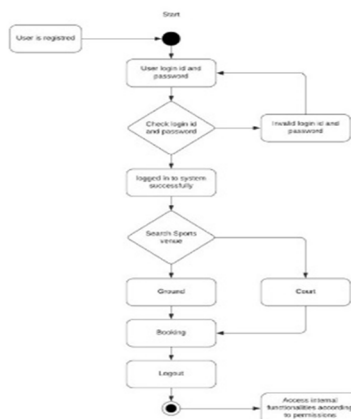 Start
User is registred
User login id and
password
Check login id
and password
Invalid login id and
password
logged in to system
successfully
Search Sports
venue
Ground
Court
Booking
Logout
Access internal
functionalities according
to permissions